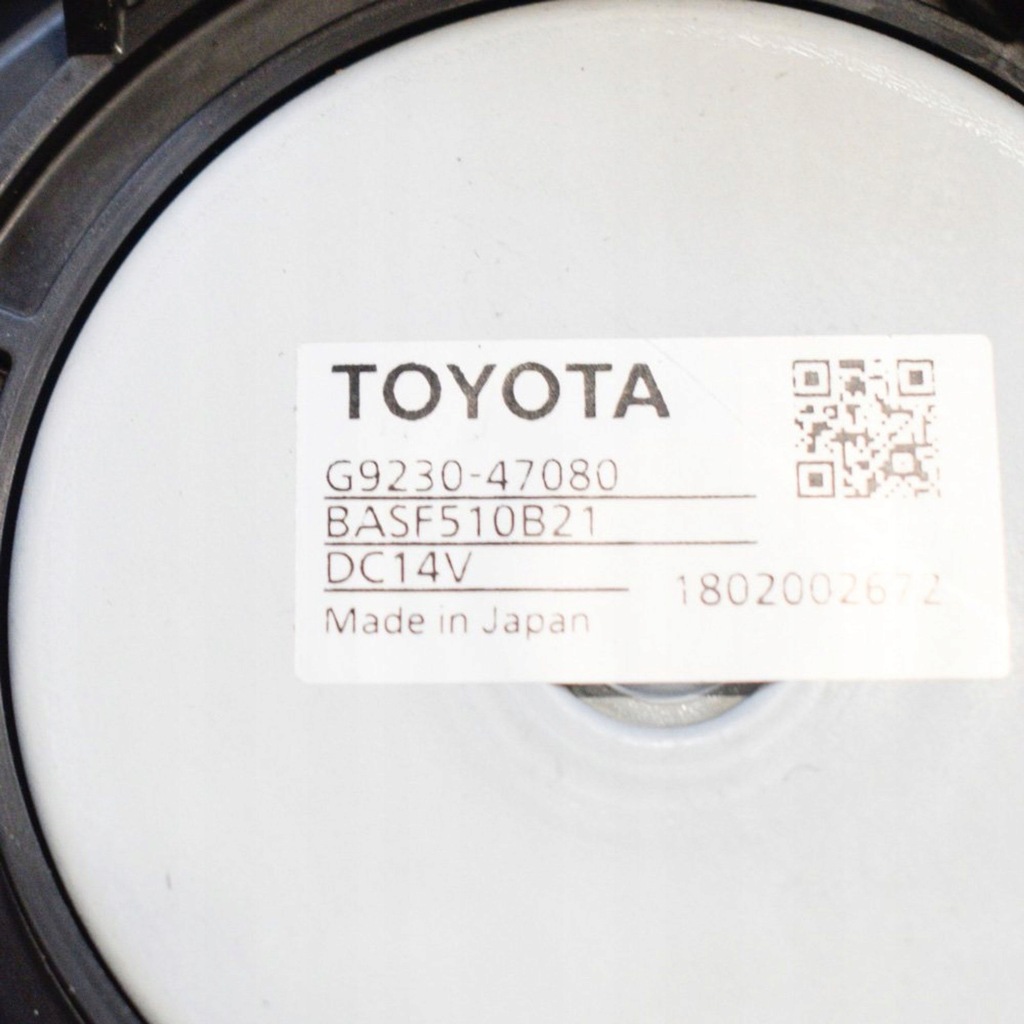 TOYOTA
G9230-47080
BASF510B21
DC14V
1802002672
Made in Japan